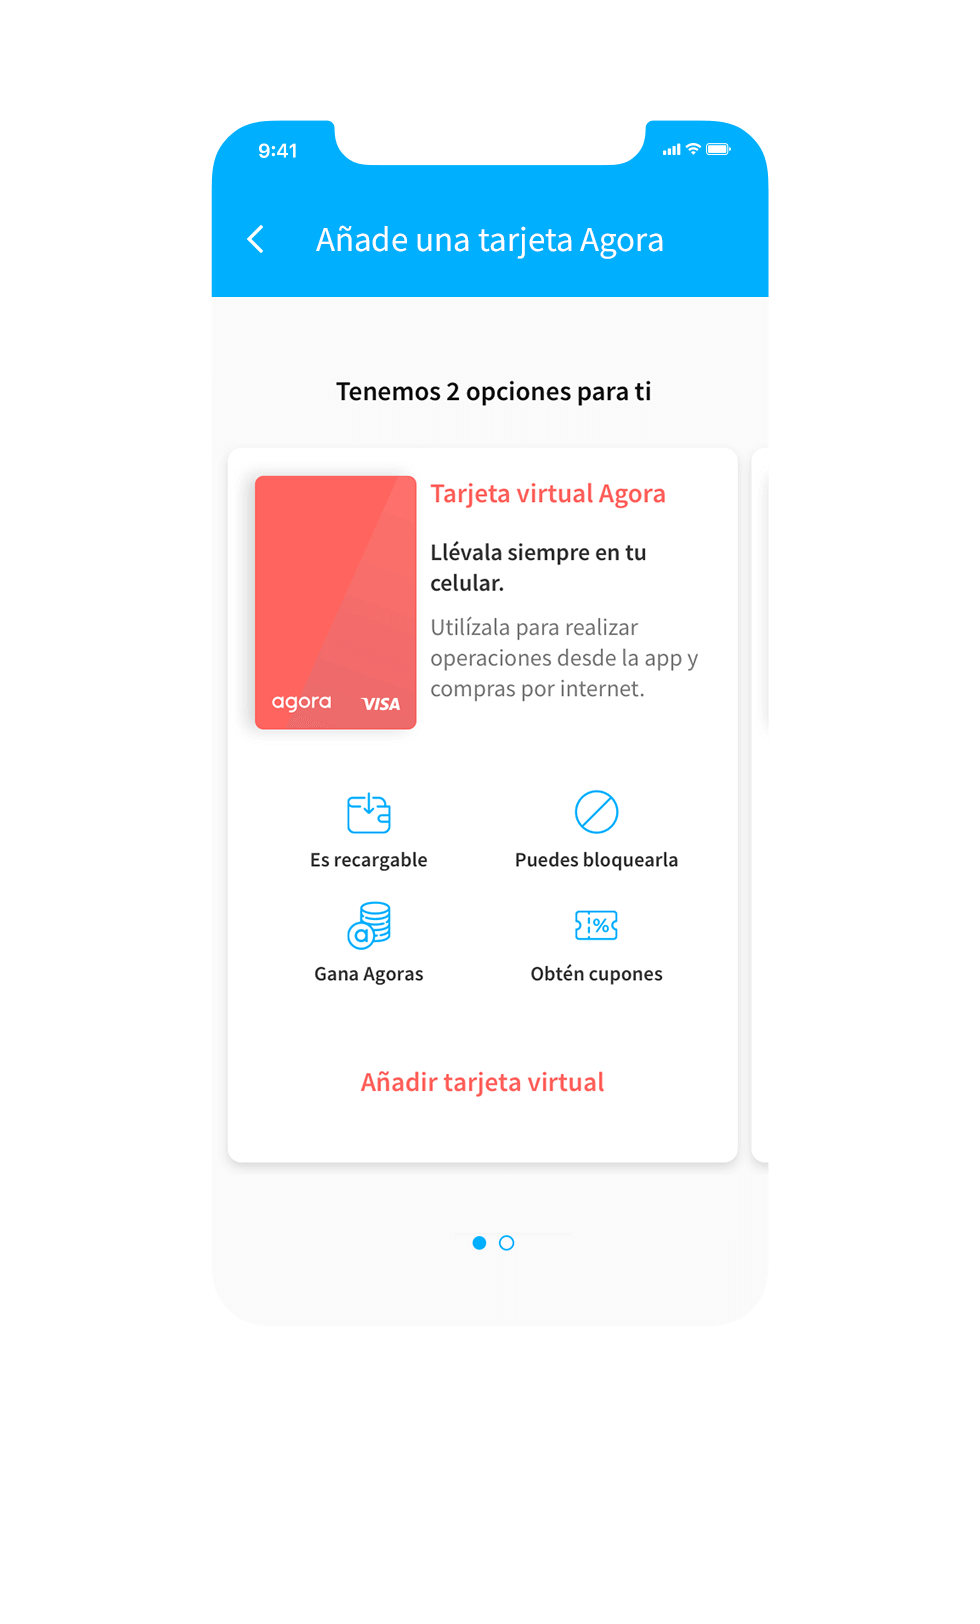 9:41
Añade una tarjeta Agora
Tenemos 2 opciones para ti
Tarjeta virtual Agora
Llévala siempre en tu
celular.
Utilízala para realizar
operaciones desde la app y
compras por internet.
agora VISA
Es recargable
Puedes bloquearla
a
%
Gana Agoras
Obtén cupones
Añadir tarjeta virtual